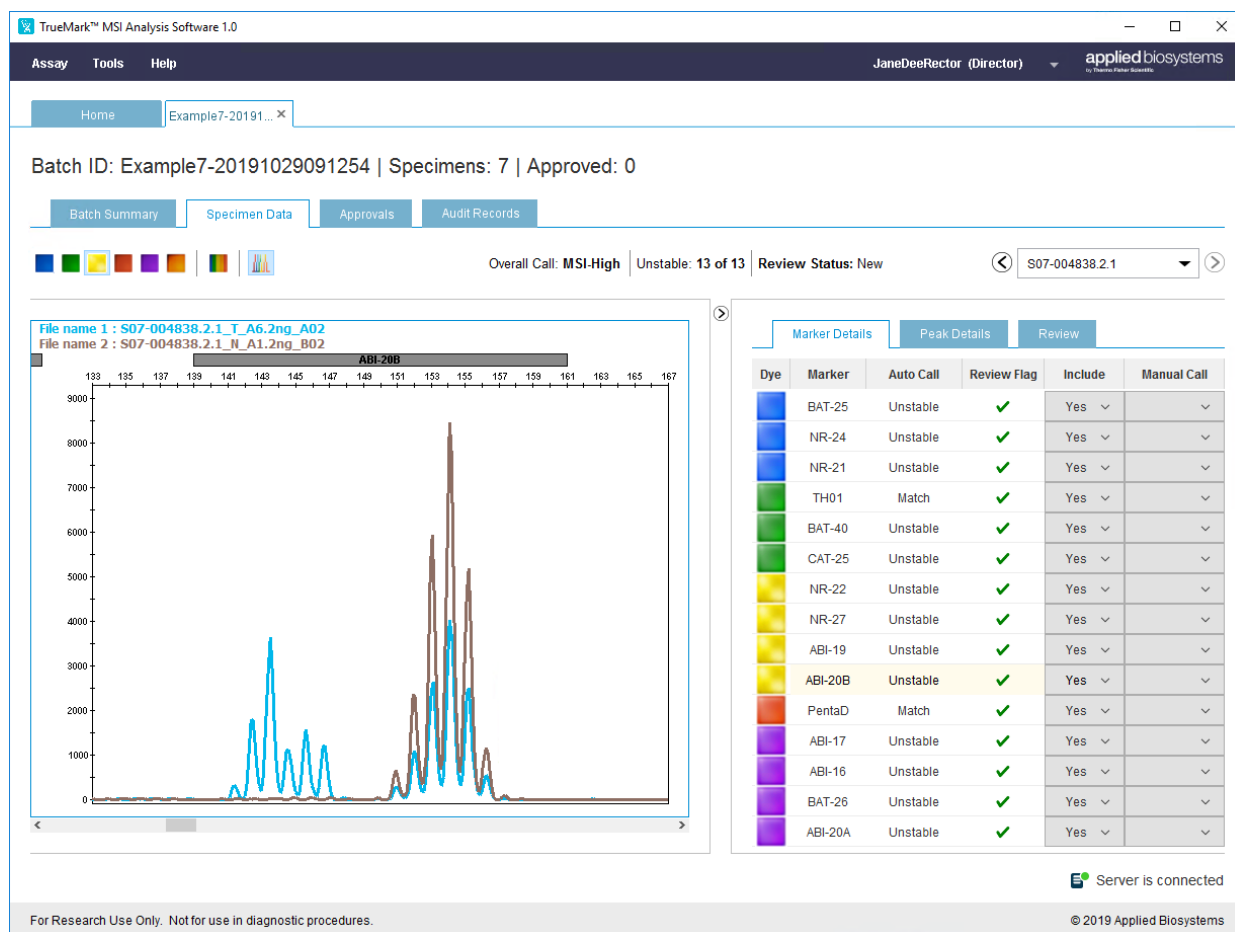 TrueMark™ MSI Analysis Software 1.0
Assay Tools Help JaneDeeRector (Director) applied biosystems
by Thermo Fisher Scientific
Home Example7-20191...
Batch ID: Example7-20191029091254 | Specimens: 7 | Approved: 0
Batch Summary Specimen Data Approvals Audit Records
Overall Call: MSI-High Unstable: 13 of 13 Review Status: New S07-004838.2.1
File name 1 : S07-004838.2.1_T_A6.2ng_A02
File name 2 : S07-004838.2.1_N_A1.2ng_B02
ABI-20B
133 135 137 139 141 143 145 147 149 151 153 155 157 159 161 163 165 167
9000
8000
7000
6000
5000
4000
3000
2000
1000
0
Marker Details Peak Details Review
Dye Marker Auto Call Review Flag Include Manual Call
BAT-25 Unstable Yes
NR-24 Unstable Yes
NR-21 Unstable Yes
TH01 Match Yes
BAT-40 Unstable Yes
CAT-25 Unstable Yes
NR-22 Unstable Yes
NR-27 Unstable Yes
ABI-19 Unstable Yes
ABI-20B Unstable Yes
PentaD Match Yes
ABI-17 Unstable Yes
ABI-16 Unstable Yes
BAT-26 Unstable Yes
ABI-20A Unstable Yes
Server is connected
For Research Use Only. Not for use in diagnostic procedures. © 2019 Applied Biosystems